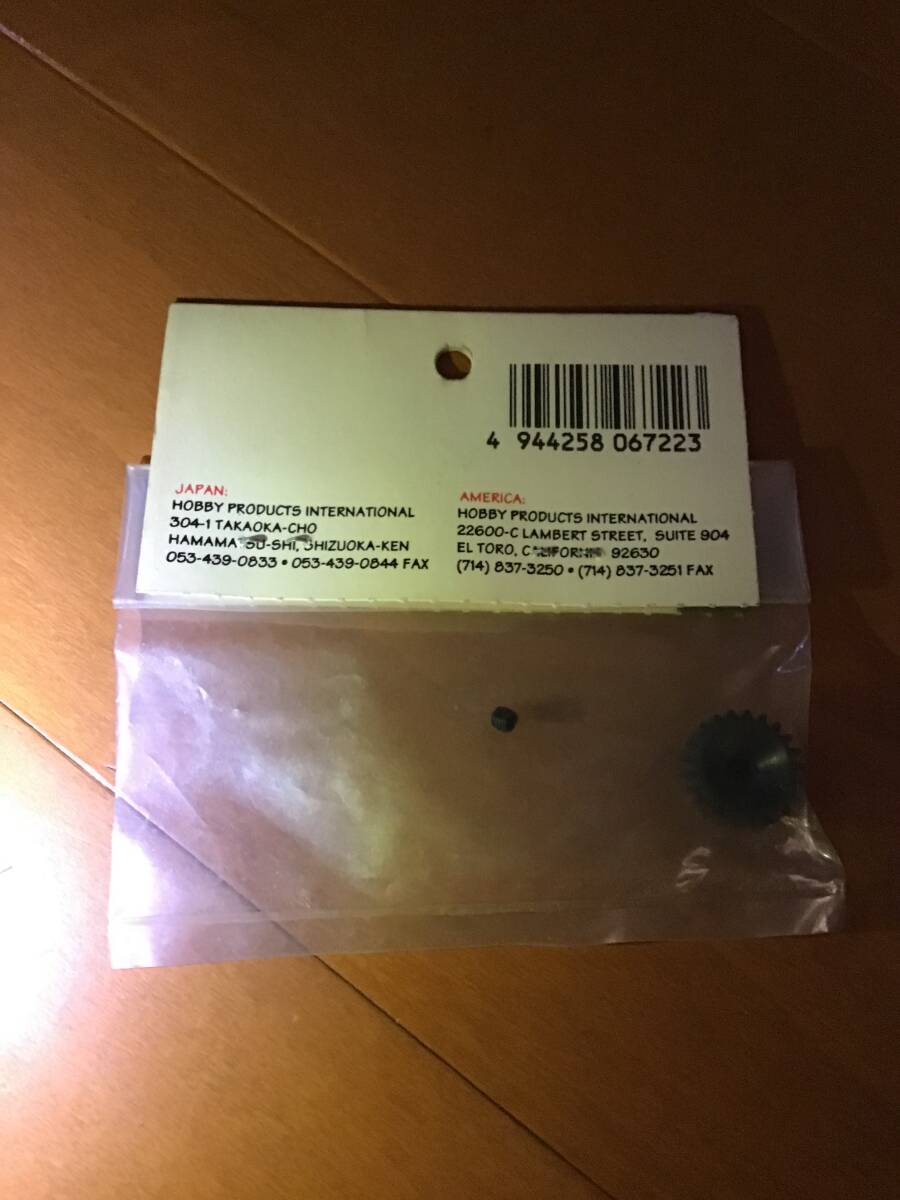 4 944258 067223
JAPAN:
HOBBY PRODUCTS INTERNATIONAL
304-1 TAKAOKA-CHO
SHIZUOKA-KEN
053-439-0833 • 053-439-0844 FAX
AMERICA:
HOBBY PRODUCTS INTERNATIONAL
22600-C LAMBERT STREET, SUITE 904
EL TORO, CALIFORNIA 92630
(714) 837-3250 • (714) 837-3251 FAX